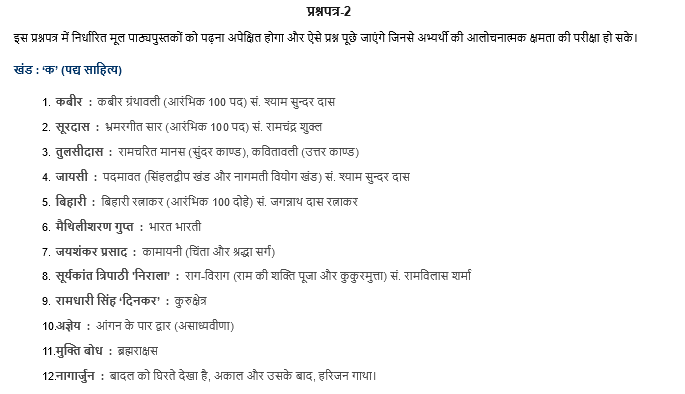 प्रश्नपत्र-2
इस प्रश्नपत्र में निर्धारित मूल पाठ्यपुस्तकों को पढ़ना अपेक्षित होगा और ऐसे प्रश्न पूछे जाएंगे जिनसे अभ्यर्थी की आलोचनात्मक क्षमता की परीक्षा हो सके।
खंड : ‘क’ (पद्य साहित्य)
1. कबीर : कबीर ग्रंथावली (आरंभिक 100 पद) सं. श्याम सुन्दर दास
2. सूरदास : भ्रमरगीत सार (आरंभिक 100 पद) सं. रामचंद्र शुक्ल
3. तुलसीदास : रामचरित मानस (सुंदर काण्ड), कवितावली (उत्तर काण्ड)
4. जायसी : पदमावत (सिंहलद्वीप खंड और नागमती वियोग खंड) सं. श्याम सुन्दर दास
5. बिहारी : बिहारी रत्नाकर (आरंभिक 100 दोहे) सं. जगन्नाथ दास रत्नाकर
6. मैथिलीशरण गुप्त : भारत भारती
7. जयशंकर प्रसाद : कामायनी (चिंता और श्रद्धा सर्ग)
8. सूर्यकांत त्रिपाठी 'निराला' : राग-विराग (राम की शक्ति पूजा और कुकुरमुत्ता) सं. रामविलास शर्मा
9. रामधारी सिंह ‘दिनकर’ : कुरुक्षेत्र
10.अज्ञेय : आंगन के पार द्वार (असाध्यवीणा)
11.मुक्ति बोध : ब्रह्मराक्षस
12.नागार्जुन : बादल को घिरते देखा है, अकाल और उसके बाद, हरिजन गाथा।